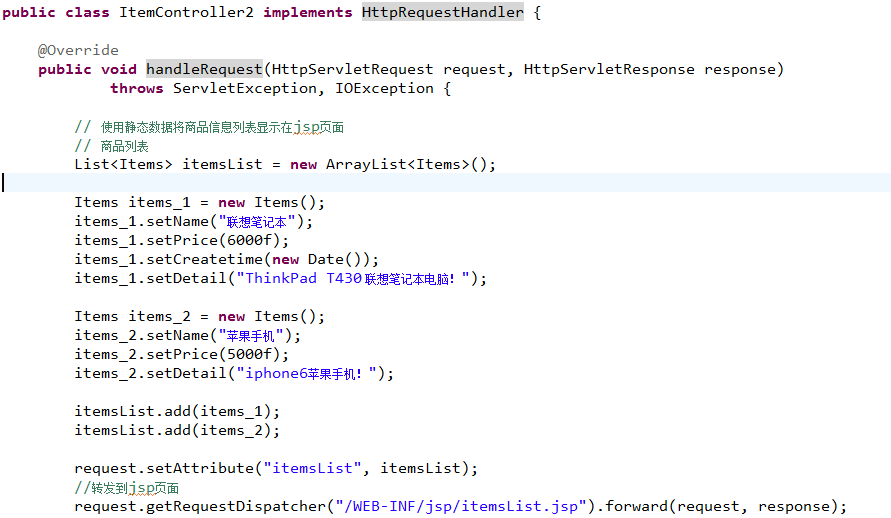 public class ItemController2 implements HttpRequestHandler {
@Override
public void handleRequest(HttpServletRequest request, HttpServletResponse response)
throws ServletException, IOException {
// 使用静态数据将商品信息列表显示在jsp页面
// 商品列表
List<Items> itemsList = new ArrayList<Items>();
Items items_1 = new Items();
items_1.setName("联想笔记本");
items_1.setPrice(6000f);
items_1.setCreatetime(new Date());
items_1.setDetail("ThinkPad T430 联想笔记本电脑！");
Items items_2 = new Items();
items_2.setName("苹果手机");
items_2.setPrice(5000f);
items_2.setDetail("iphone6苹果手机！");
itemsList.add(items_1);
itemsList.add(items_2);
request.setAttribute("itemsList", itemsList);
//转发到jsp页面
request.getRequestDispatcher("/WEB-INF/jsp/itemsList.jsp").forward(request, response);